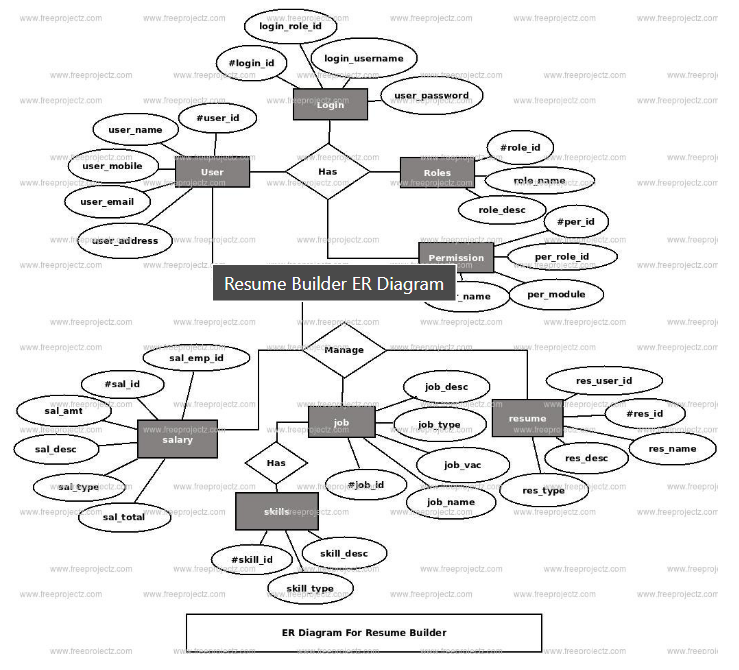 login_role_id
#login_id
login_username
user_password
Login
#user_id
user_name
user_mobile
user_email
user_address
User
Has
Roles
#role_id
role_name
role_desc
#per_id
per_role_id
per_module
Permission
Resume Builder ER Diagram
Manage
sal_emp_id
#sal_id
sal_amt
sal_desc
sal_type
sal_total
salary
job
job_desc
job_type
job_vac
job_name
#job_id
Has
skills
#skill_id
skill_type
skill_desc
resume
res_user_id
#res_id
res_name
res_desc
res_type
ER Diagram For Resume Builder
www.freeprojectz.com